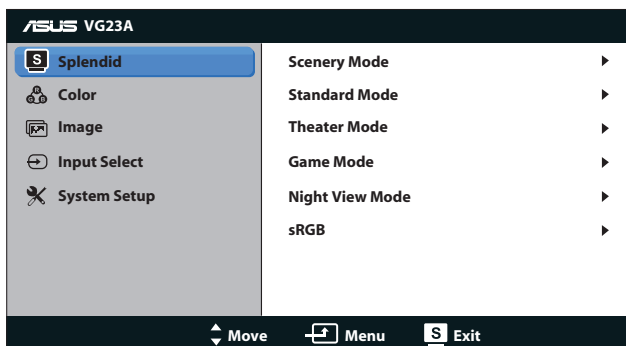 ASUS VG23A
S Splendid
Color
Image
Input Select
System Setup
Scenery Mode
Standard Mode
Theater Mode
Game Mode
Night View Mode
sRGB
Move Menu S Exit